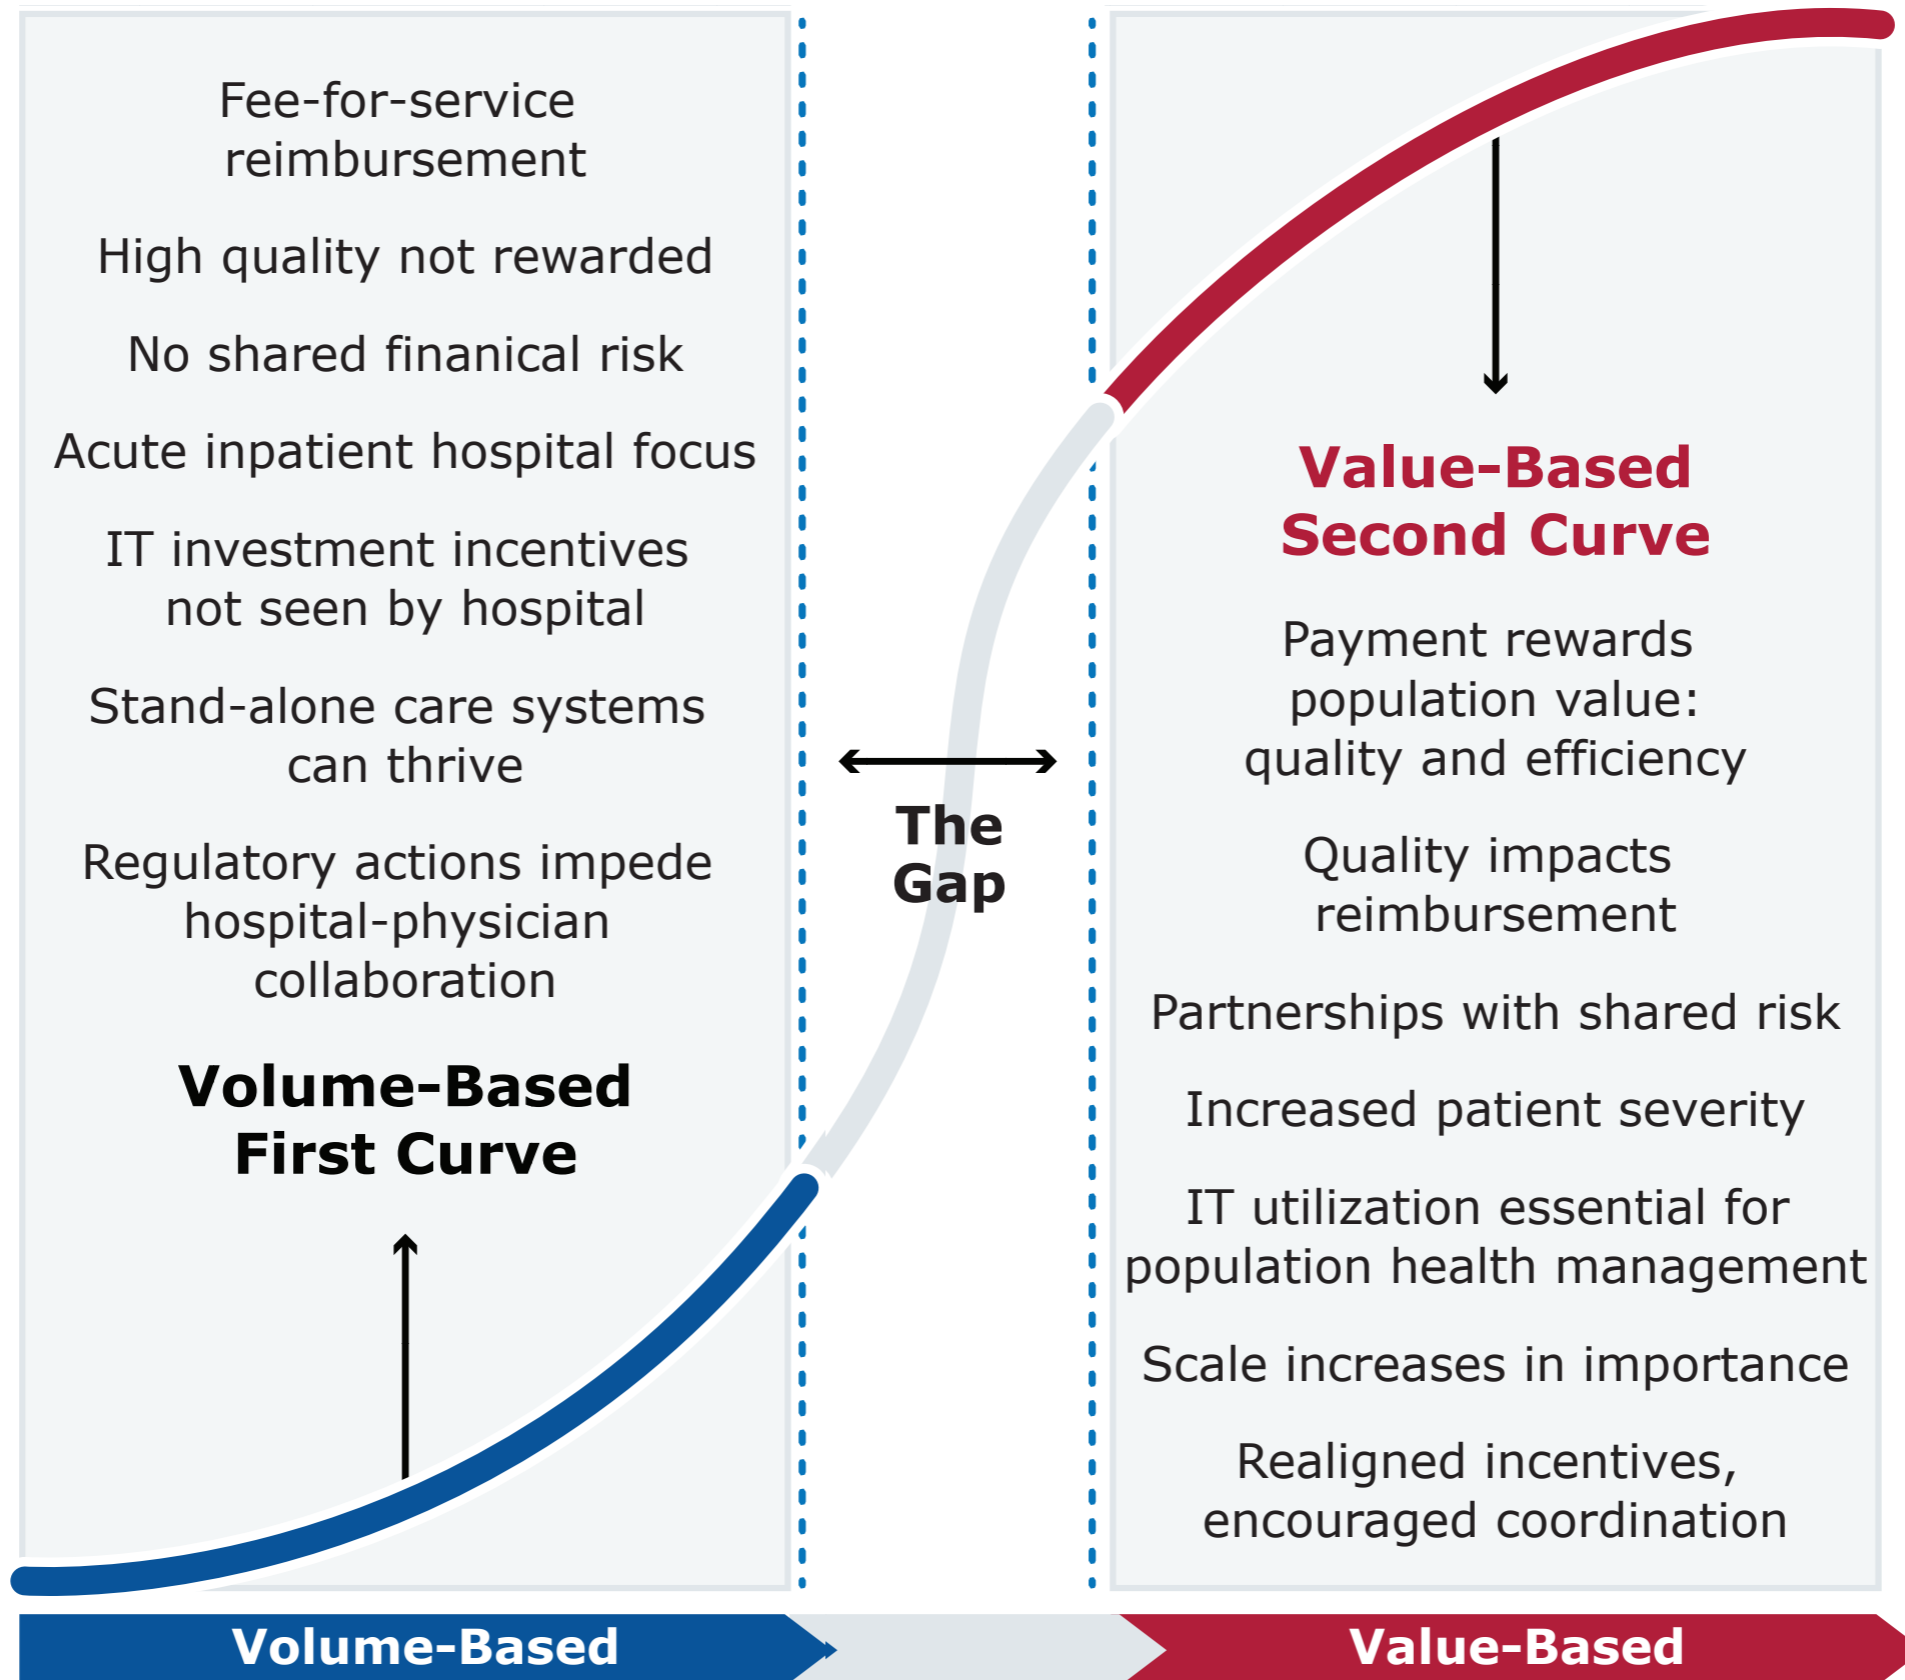 Fee-for-service
reimbursement
High quality not rewarded
No shared finanical risk
Acute inpatient hospital focus
IT investment incentives
not seen by hospital
Stand-alone care systems
can thrive
Regulatory actions impede
hospital-physician
collaboration
Volume-Based
First Curve
The
Gap
Value-Based
Second Curve
Payment rewards
population value:
quality and efficiency
Quality impacts
reimbursement
Partnerships with shared risk
Increased patient severity
IT utilization essential for
population health management
Scale increases in importance
Realigned incentives,
encouraged coordination
Volume-Based
Value-Based